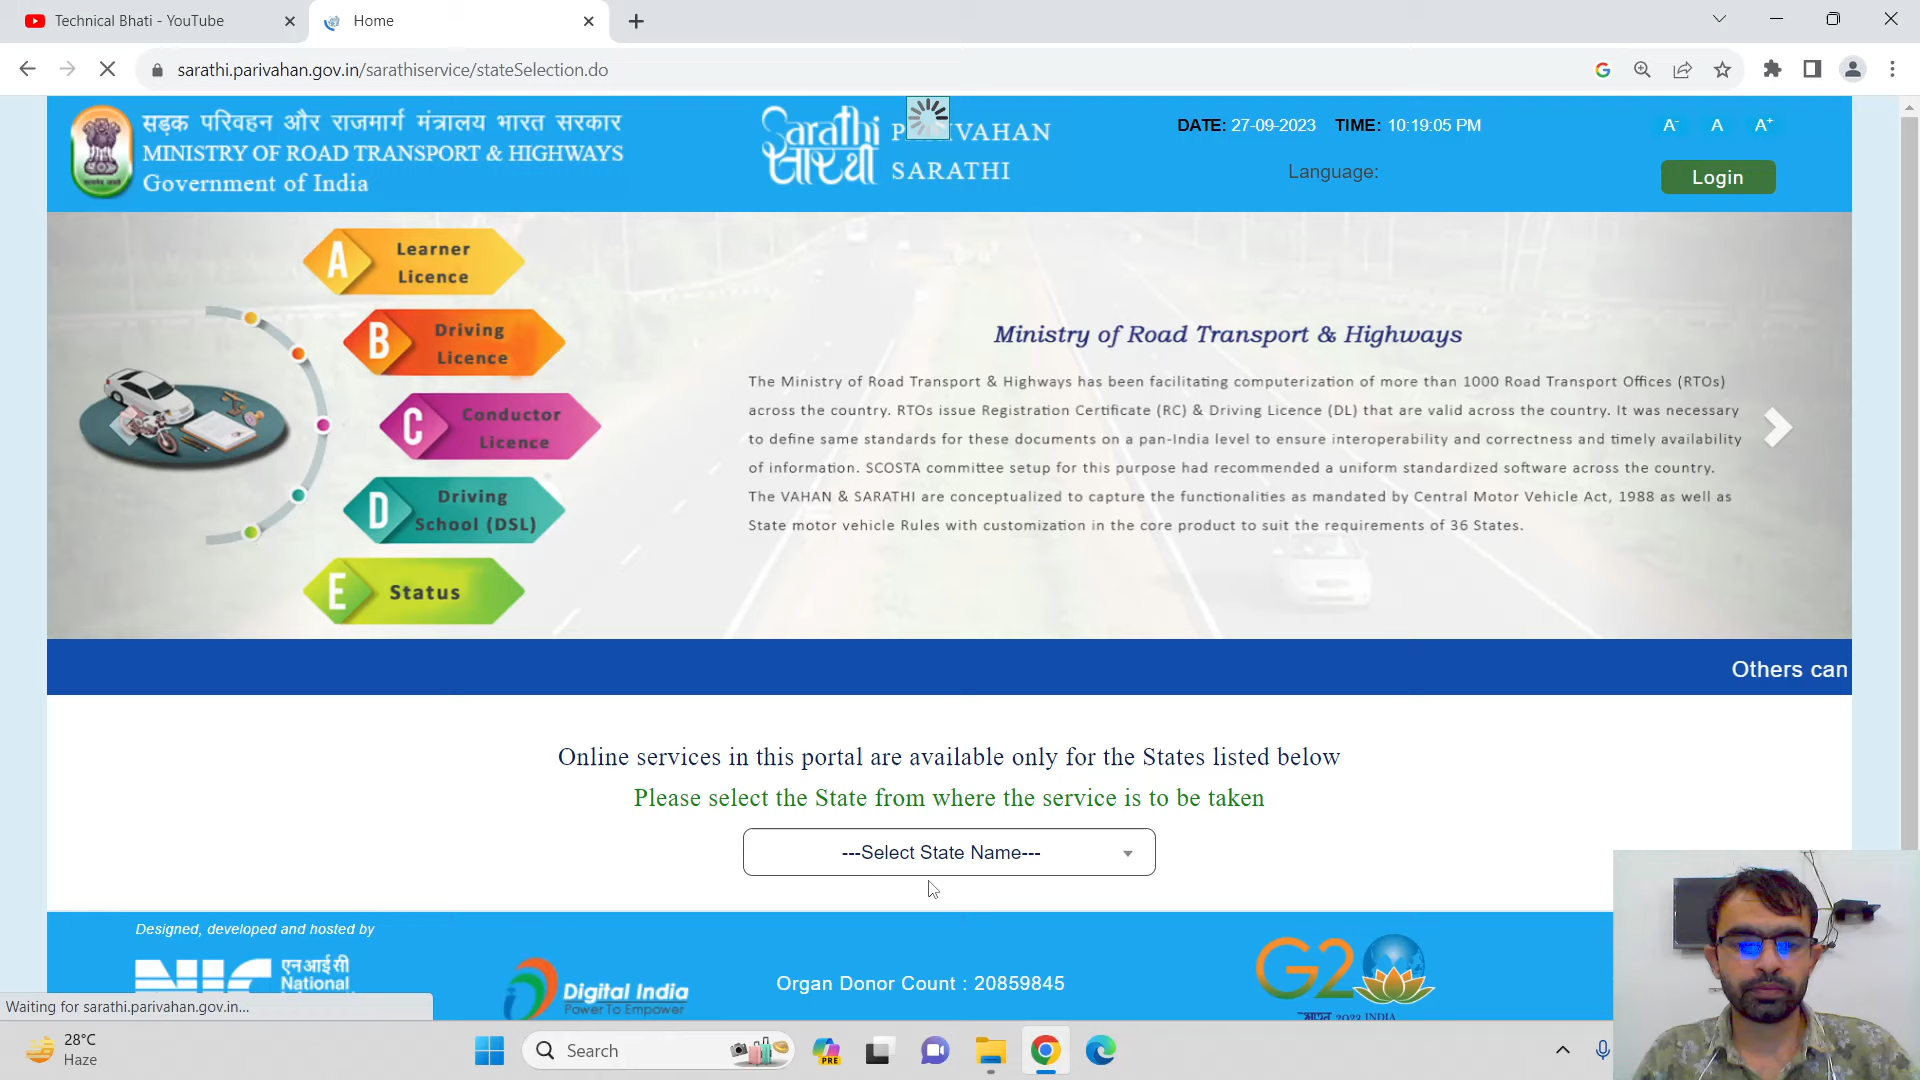 Technical Bhati - YouTube
Home
sarathi.parivahan.gov.in/sarathiservice/stateSelection.do
सड़क परिवहन और राजमार्ग मंत्रालय भारत सरकार
MINISTRY OF ROAD TRANSPORT & HIGHWAYS
Government of India
Sarathi
सारथी
SARATHI
DATE: 27-09-2023 TIME: 10:19:05 PM
A- A A+
Language:
Login
A Learner
Licence
B Driving
Licence
C Conductor
Licence
D Driving
School (DSL)
E Status
Ministry of Road Transport & Highways
The Ministry of Road Transport & Highways has been facilitating computerization of more than 1000 Road Transport Offices (RTOs)
across the country. RTOs issue Registration Certificate (RC) & Driving Licence (DL) that are valid across the country. It was necessary
to define same standards for these documents on a pan-India level to ensure interoperability and correctness and timely availability
of information. SCOSTA committee setup for this purpose had recommended a uniform standardized software across the country.
The VAHAN & SARATHI are conceptualized to capture the functionalities as mandated by Central Motor Vehicle Act, 1988 as well as
State motor vehicle Rules with customization in the core product to suit the requirements of 36 States.
Others can
Online services in this portal are available only for the States listed below
Please select the State from where the service is to be taken
---Select State Name---
Designed, developed and hosted by
NIC एनआईसी
National
Digital India
Power To Empower
Organ Donor Count : 20859845
G2
2023 INDIA
Waiting for sarathi.parivahan.gov.in...
28°C
Haze
Search
PRE